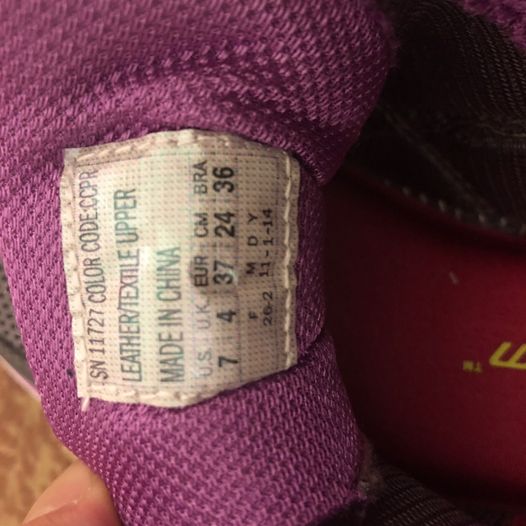 SN 11727 COLOR CODE:CCPR
LEATHER/TEXTILE UPPER
MADE IN CHINA
U.S. U.K. EUR CM BRA
7 4 37 24 36
F M D Y
26.2 11-1-14
E™